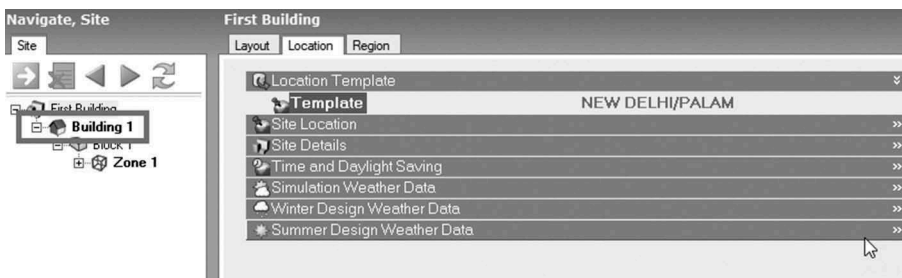 Navigate, Site
Site
First Building
Building 1
Block 1
Zone 1
First Building
Layout Location Region
Location Template
Template NEW DELHI/PALAM
Site Location
Site Details
Time and Daylight Saving
Simulation Weather Data
Winter Design Weather Data
Summer Design Weather Data